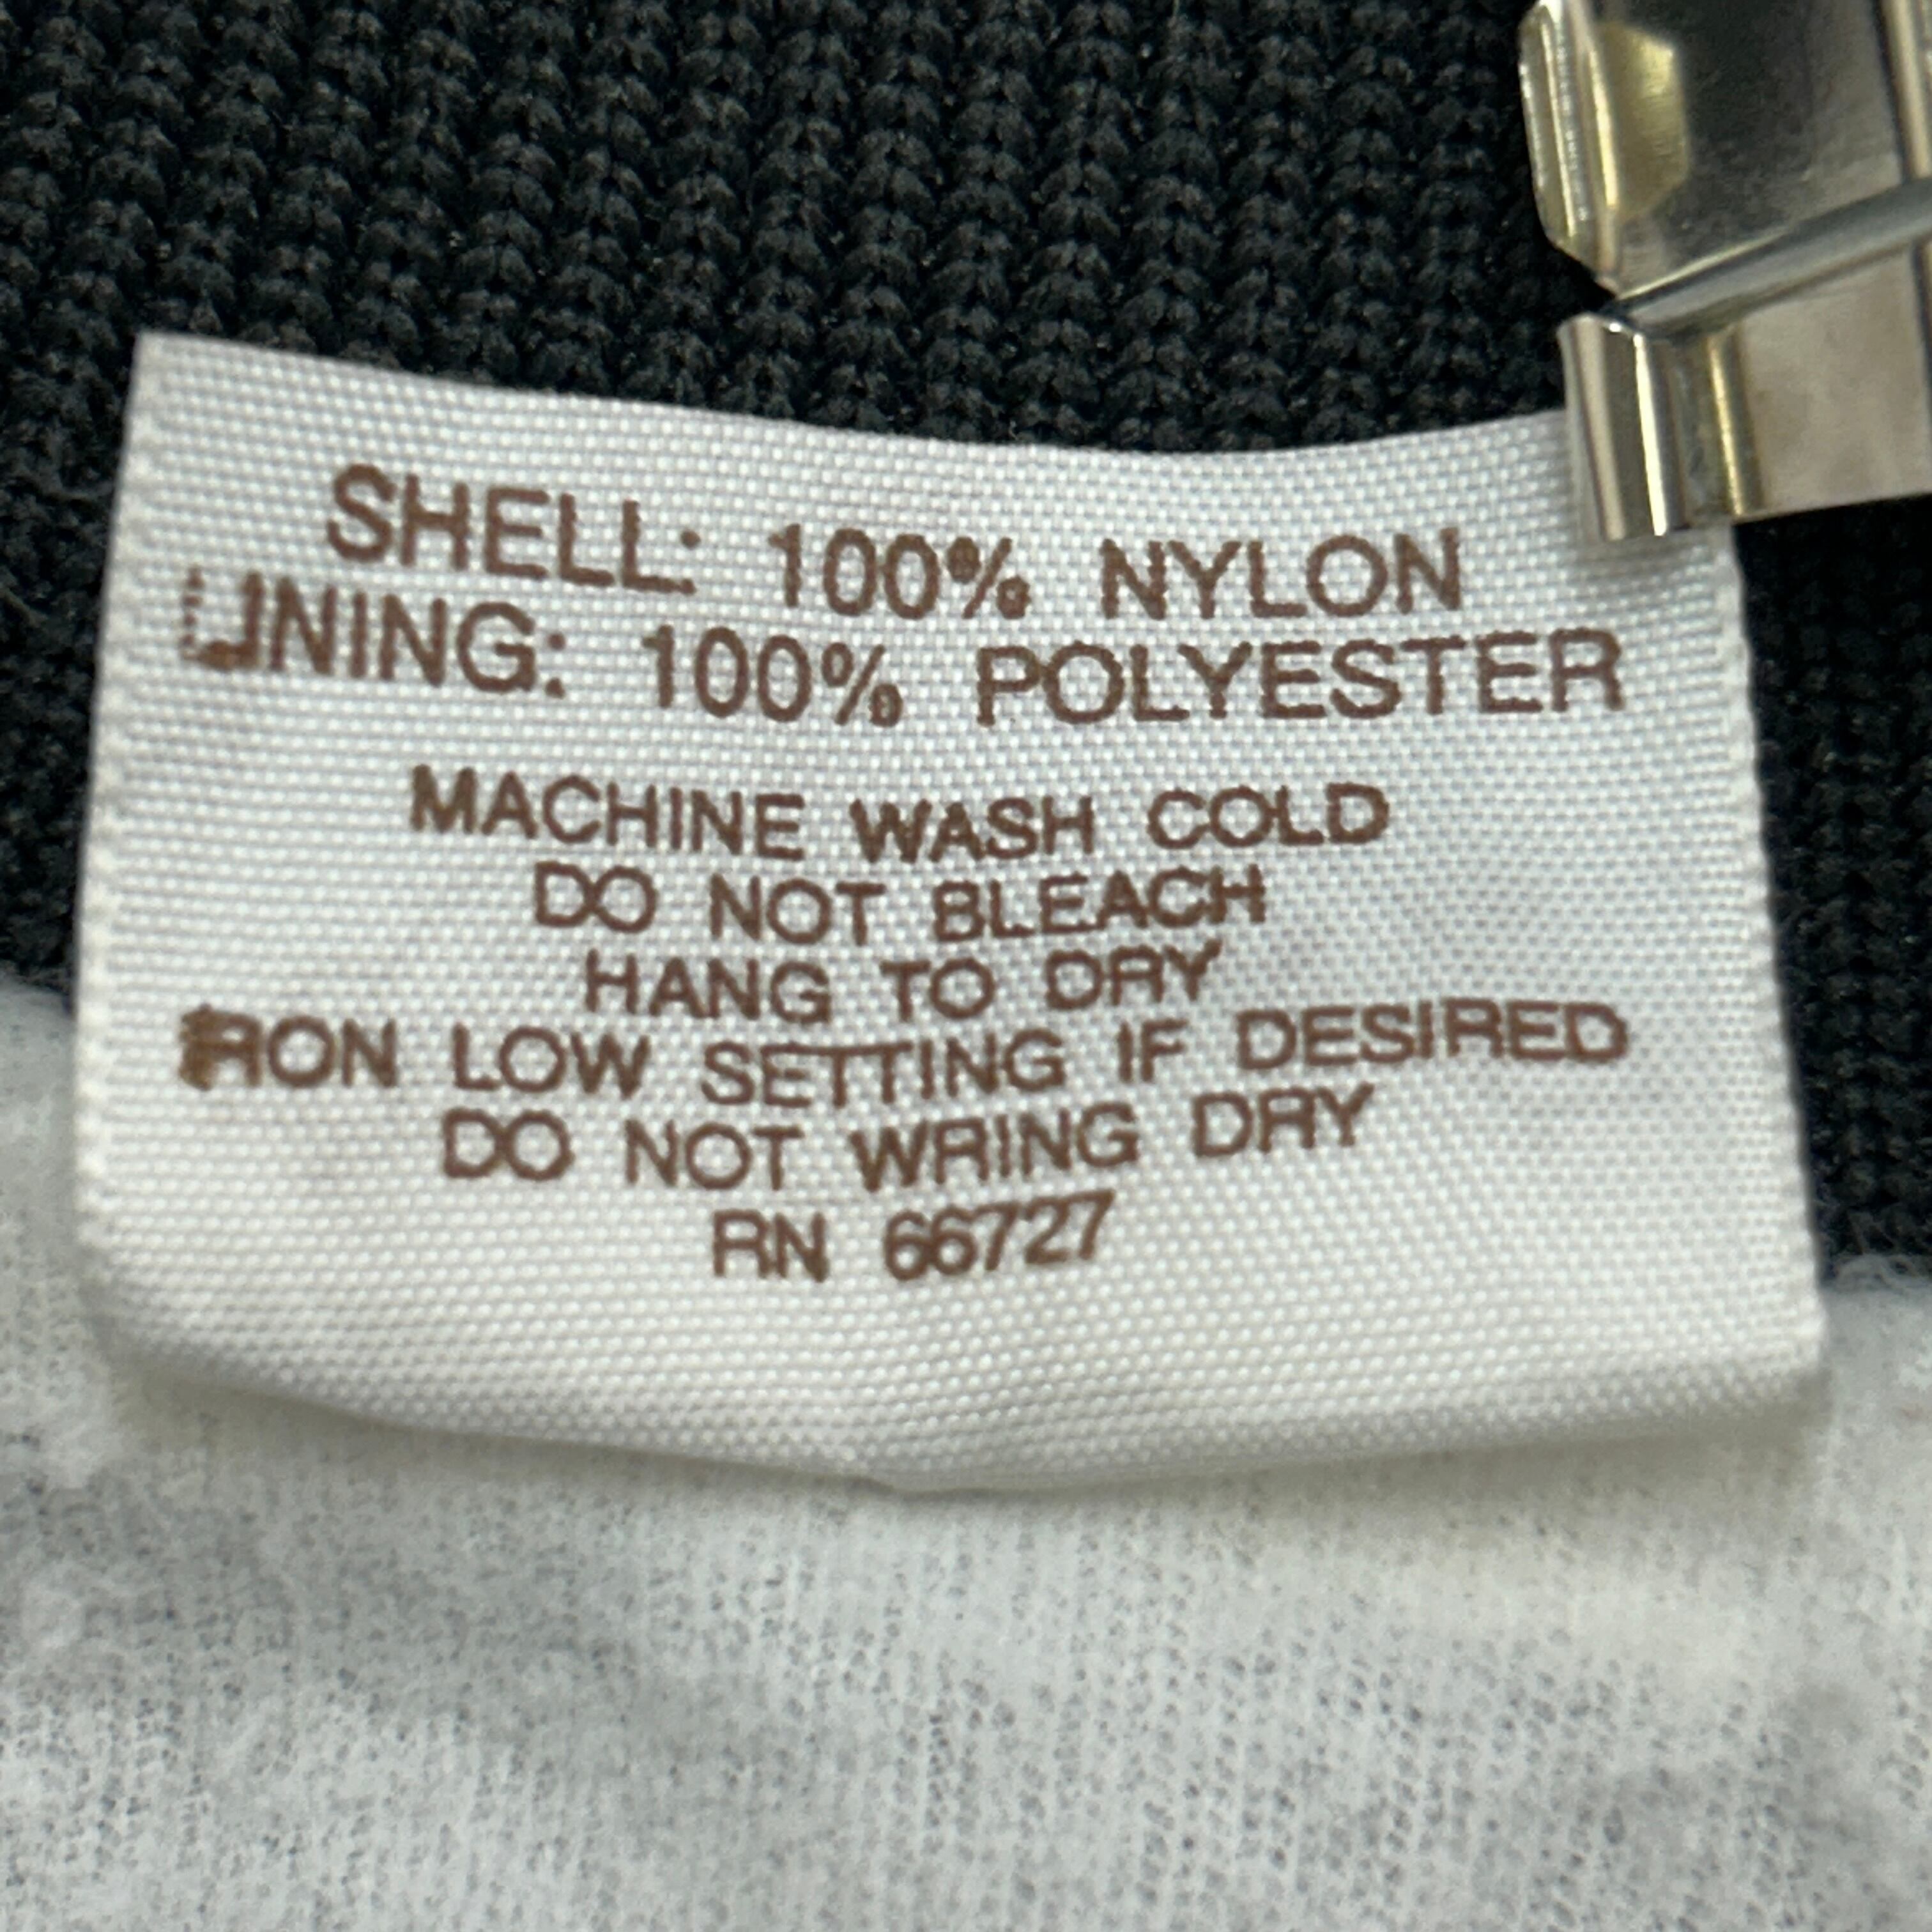 SHELL: 100% NYLON
LINING: 100% POLYESTER
MACHINE WASH COLD
DO NOT BLEACH
HANG TO DRY
IRON LOW SETTING IF DESIRED
DO NOT WRING DRY
RN 66727